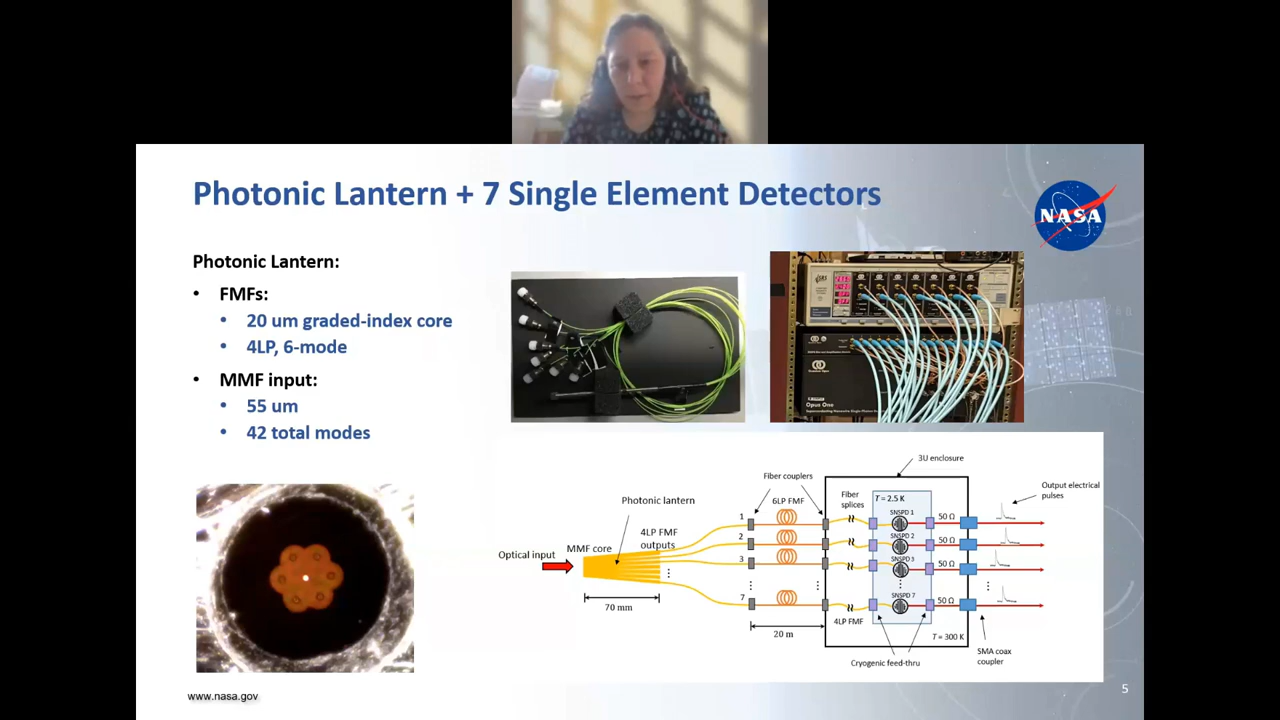 Photonic Lantern + 7 Single Element Detectors
NASA
Photonic Lantern:
• FMFs:
• 20 um graded-index core
• 4LP, 6-mode
• MMF input:
• 55 um
• 42 total modes
Opus One
3U enclosure
Fiber couplers
Output electrical
pulses
Photonic lantern
6LP FMF
Fiber
splices
T = 2.5 K
SNSPD 1
50 Ω
1
4LP FMF
outputs
2
SNSPD 2
50 Ω
Optical input
MMF core
3
SNSPD 3
50 Ω
7
SNSPD 7
50 Ω
70 mm
4LP FMF
20 m
T = 300 K
SMA coax
coupler
Cryogenic feed-thru
www.nasa.gov
5